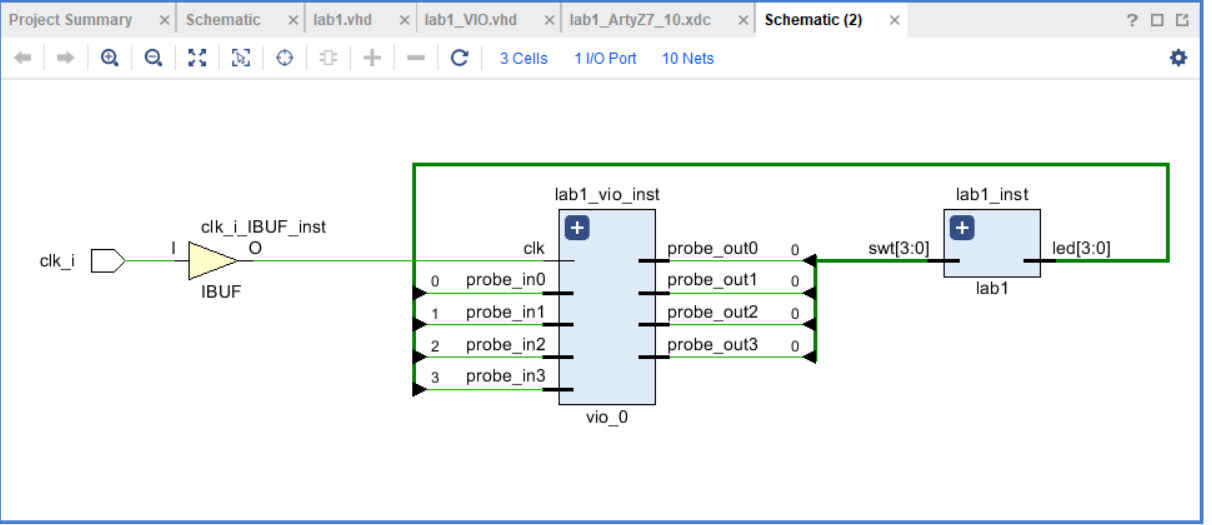 Project Summary × Schematic × lab1.vhd × lab1_VIO.vhd × lab1_ArtyZ7_10.xdc × Schematic (2) × ?
3 Cells 1 I/O Port 10 Nets
lab1_vio_inst lab1_inst
clk_i_IBUF_inst
clk_i I O clk probe_out0 0 swt[3:0] led[3:0]
IBUF 0 probe_in0 probe_out1 0 lab1
1 probe_in1 probe_out2 0
2 probe_in2 probe_out3 0
3 probe_in3
vio_0